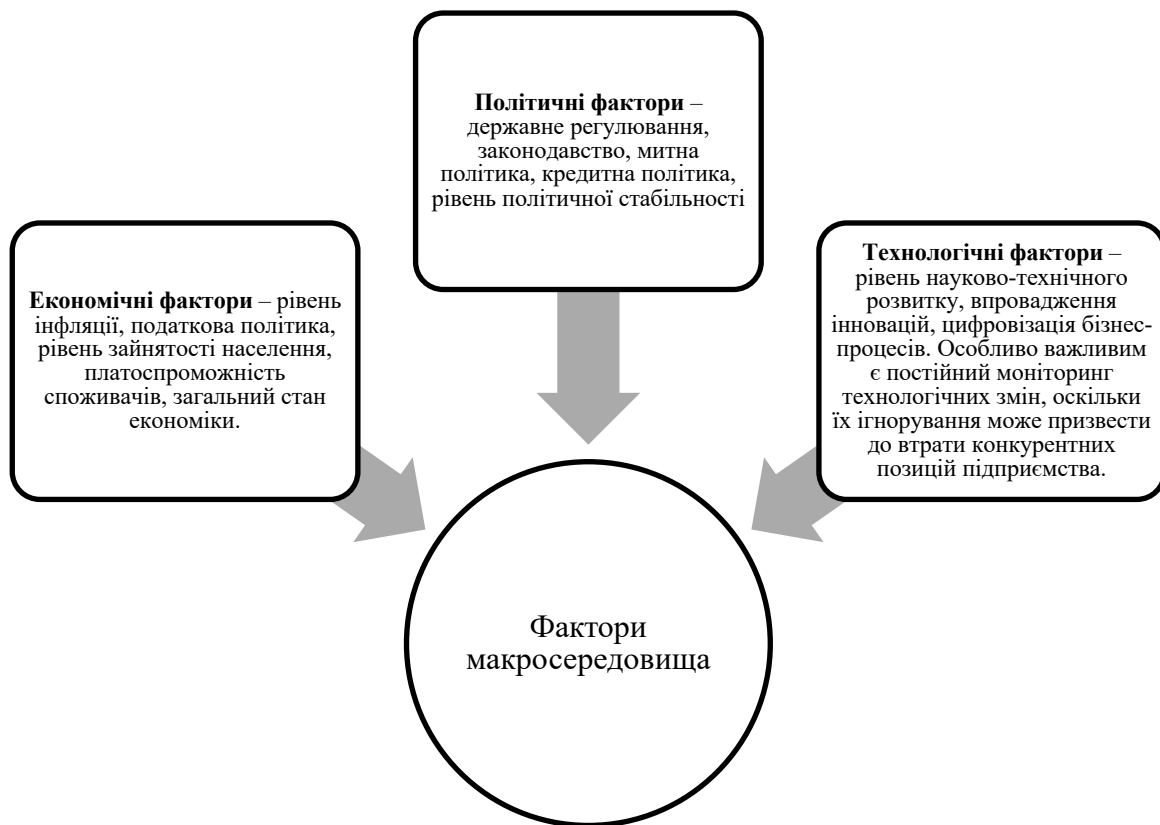 Політичні фактори –
державне регулювання,
законодавство, митна
політика, кредитна політика,
рівень політичної стабільності
Економічні фактори – рівень
інфляції, податкова політика,
рівень зайнятості населення,
платоспроможність
споживачів, загальний стан
економіки.
Технологічні фактори –
рівень науково-технічного
розвитку, впровадження
інновацій, цифровізація бізнес-
процесів. Особливо важливим
є постійний моніторинг
технологічних змін, оскільки
їх ігнорування може призвести
до втрати конкурентних
позицій підприємства.
Фактори
макросередовища